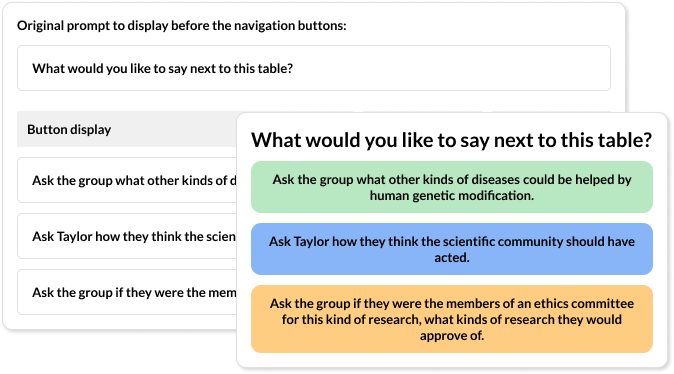 Original prompt to display before the navigation buttons:
What would you like to say next to this table?
Button display
Ask the group what other kinds of d
Ask Taylor how they think the scien
Ask the group if they were the mem
What would you like to say next to this table?
Ask the group what other kinds of diseases could be helped by
human genetic modification.
Ask Taylor how they think the scientific community should have
acted.
Ask the group if they were the members of an ethics committee
for this kind of research, what kinds of research they would
approve of.